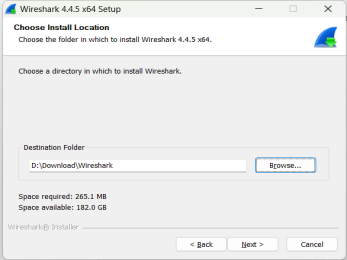 Wireshark 4.4.5 x64 Setup
Choose Install Location
Choose the folder in which to install Wireshark 4.4.5 x64.
Choose a directory in which to install Wireshark.
Destination Folder
D:\Download\Wireshark
Browse...
Space required: 265.1 MB
Space available: 182.0 GB
Wireshark® Installer
< Back
Next >
Cancel